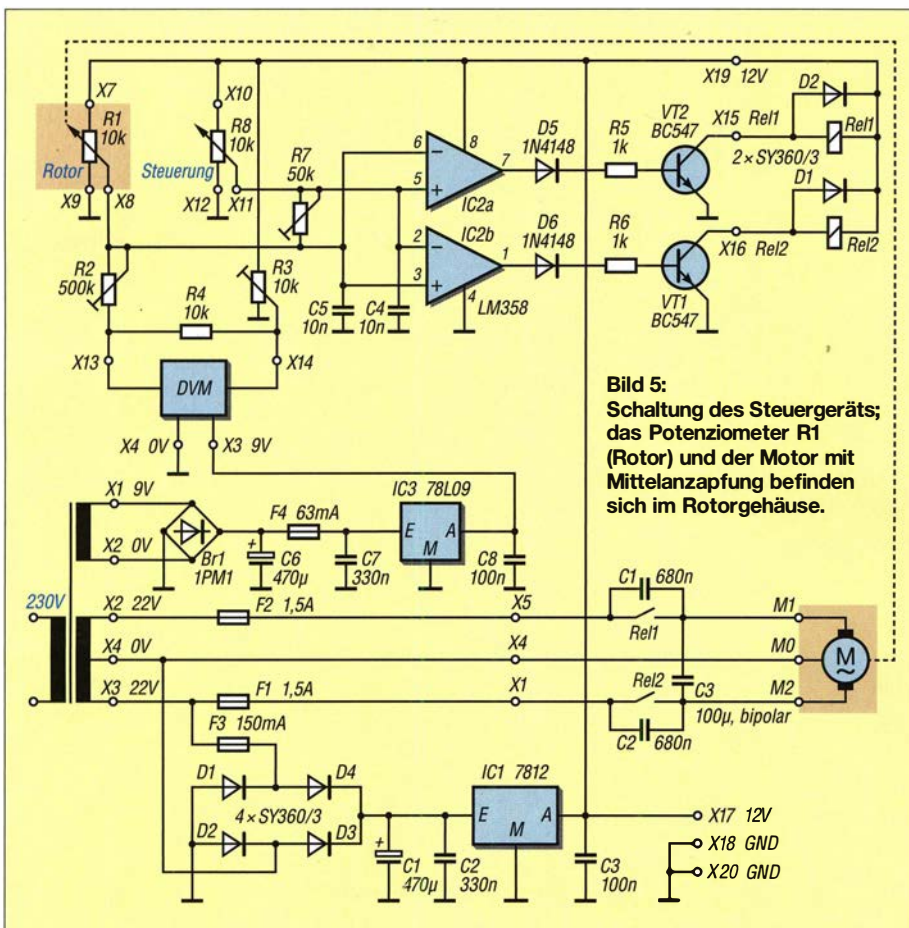 X7
R1
10k
Rotor
X9
X8
X10
R8
10k
Steuerung
X12
X11
R7
50k
R2
500k
R3
10k
R4
10k
X13
X14
DVM
X4 0V
X3 9V
C5
10n
C4
10n
6
−
5
+
8
7
IC2a
2
−
3
+
1
4
IC2b
LM358
D5
1N4148
D6
1N4148
R5
1k
R6
1k
VT2
BC547
VT1
BC547
X19 12V
X15 Rel1
X16 Rel2
D2
Rel1
2×SY360/3
D1
Rel2
Bild 5:
Schaltung des Steuergeräts;
das Potenziometer R1
(Rotor) und der Motor mit
Mittelanzapfung befinden
sich im Rotorgehäuse.
X1 9V
X2 0V
Br1
1PM1
+
C6
470µ
F4 63mA
C7
330n
IC3 78L09
E
A
M
C8
100n
230V
X2 22V
X4 0V
X3 22V
F2 1,5A
F1 1,5A
F3 150mA
X5
X4
X1
C1
680n
Rel1
Rel2
C2
680n
C3
100µ, bipolar
M1
M0
M2
M
~
D1
D4
4×SY360/3
D2
D3
+
C1
470µ
C2
330n
IC1 7812
E
A
M
C3
100n
X17 12V
X18 GND
X20 GND